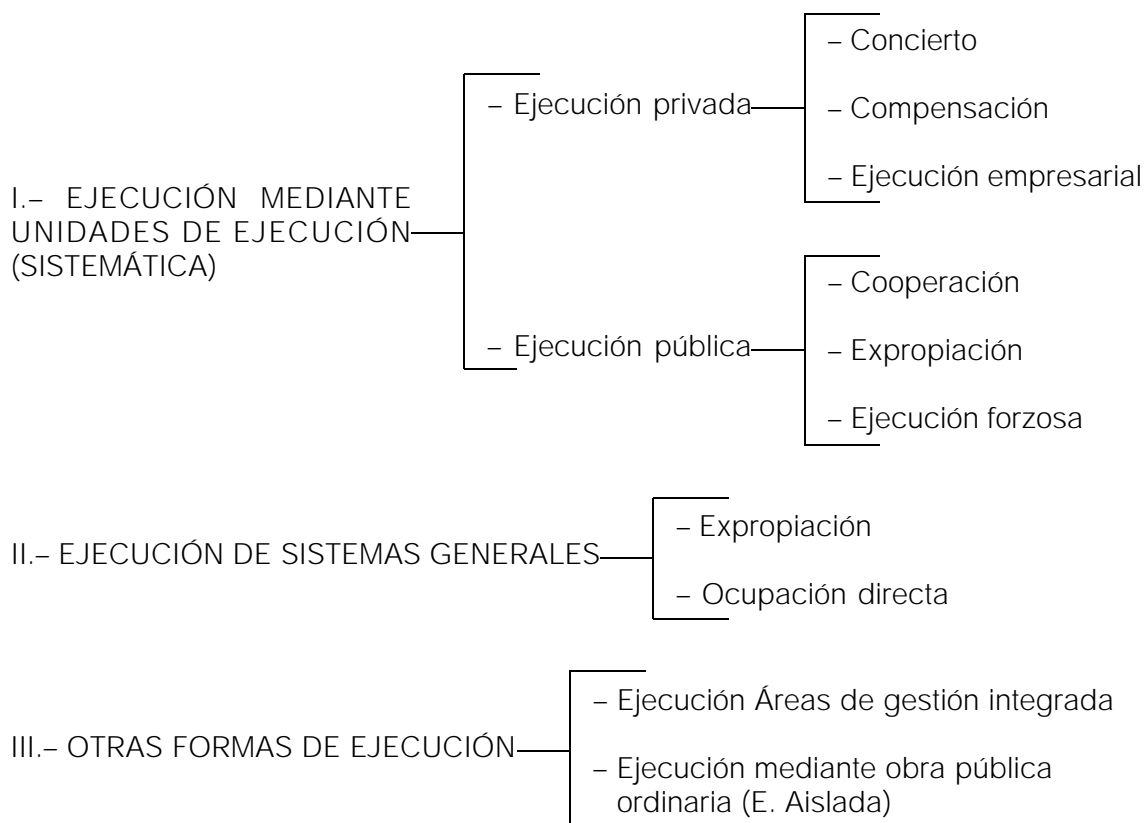 – Concierto
– Ejecución privada
– Compensación
– Ejecución empresarial
I.– EJECUCIÓN MEDIANTE
UNIDADES DE EJECUCIÓN
(SISTEMÁTICA)
– Cooperación
– Ejecución pública
– Expropiación
– Ejecución forzosa
II.– EJECUCIÓN DE SISTEMAS GENERALES
– Expropiación
– Ocupación directa
III.– OTRAS FORMAS DE EJECUCIÓN
– Ejecución Áreas de gestión integrada
– Ejecución mediante obra pública
ordinaria (E. Aislada)